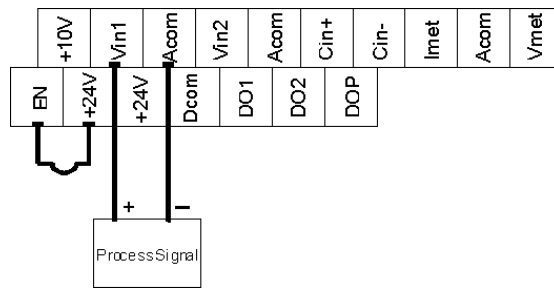 +10V Vin1 Acom Vin2 Acom Cin+ Cin- Imet Acom Vmet
EN +24V +24V Dcom DO1 DO2 DOP
+ −
ProcessSignal